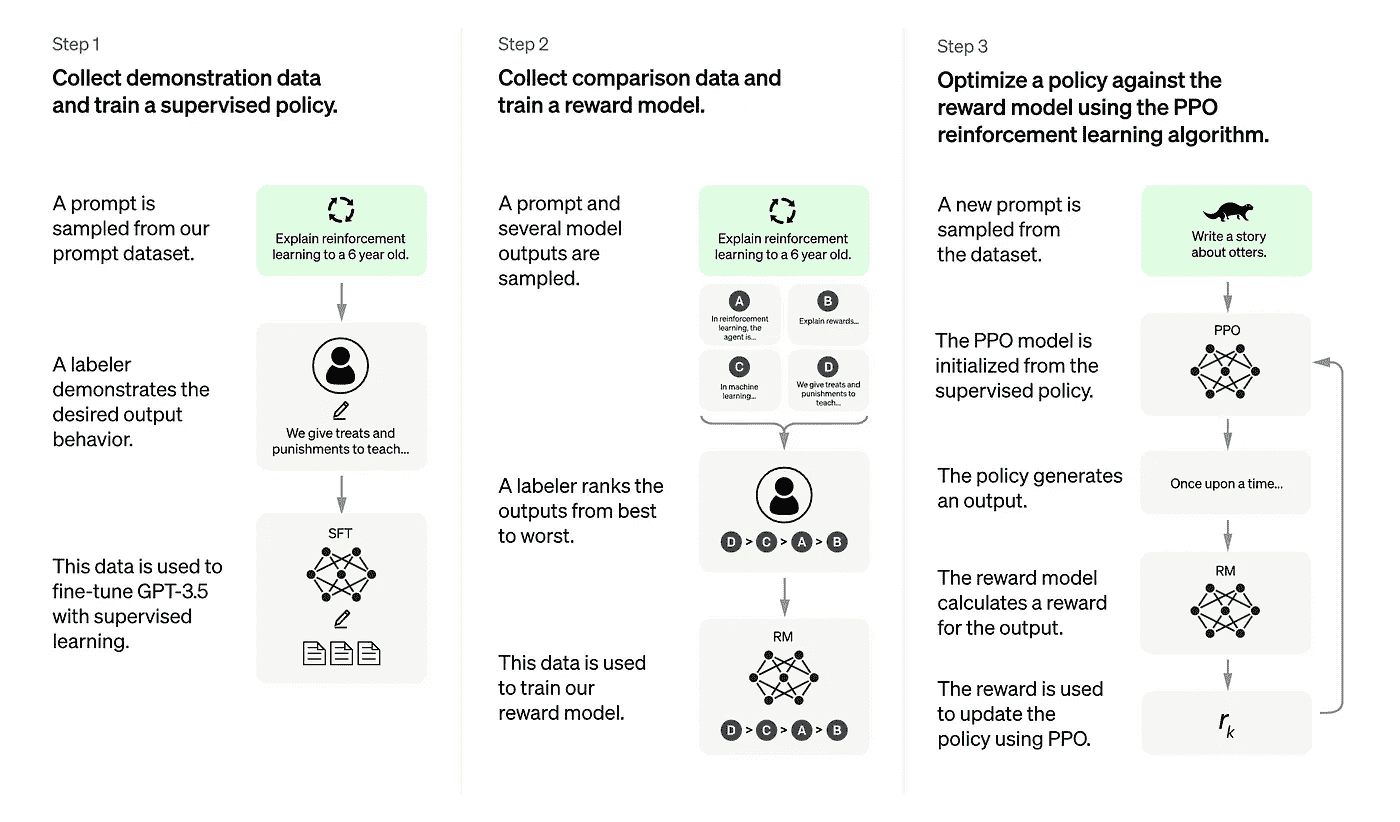 Step 1
Collect demonstration data
and train a supervised policy.
A prompt is
sampled from our
prompt dataset.
Explain reinforcement
learning to a 6 year old.
A labeler
demonstrates the
desired output
behavior.
We give treats and
punishments to teach...
This data is used to
fine-tune GPT-3.5
with supervised
learning.
SFT
Step 2
Collect comparison data and
train a reward model.
A prompt and
several model
outputs are
sampled.
Explain reinforcement
learning to a 6 year old.
A
In reinforcement
learning, the
agent is...
B
Explain rewards...
C
In machine
learning...
D
We give treats and
punishments to
teach...
A labeler ranks the
outputs from best
to worst.
D > C > A > B
This data is used
to train our
reward model.
RM
D > C > A > B
Step 3
Optimize a policy against the
reward model using the PPO
reinforcement learning algorithm.
A new prompt is
sampled from
the dataset.
Write a story
about otters.
The PPO model is
initialized from the
supervised policy.
PPO
The policy generates
an output.
Once upon a time...
The reward model
calculates a reward
for the output.
RM
The reward is used
to update the
policy using PPO.
rk